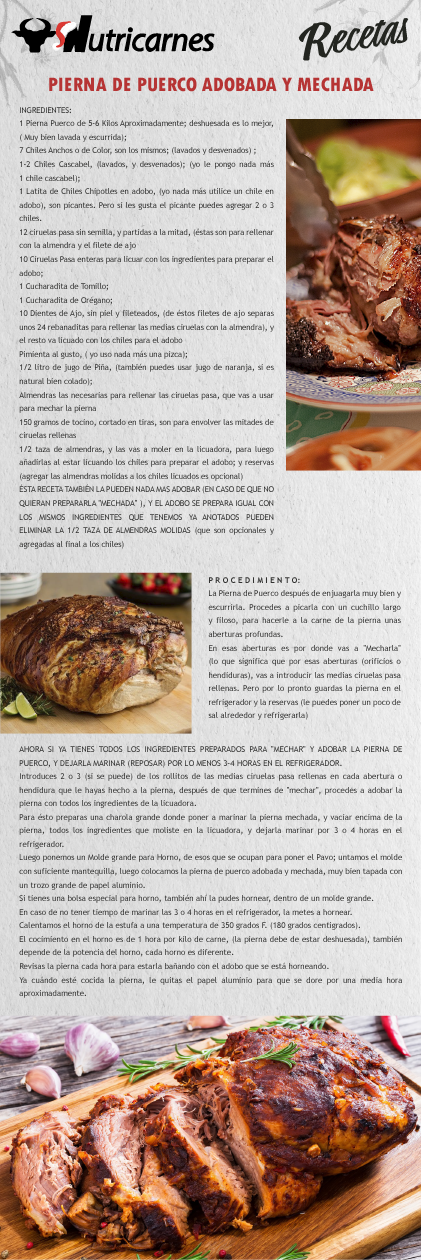 Nutricarnes
Recetas
PIERNA DE PUERCO ADOBADA Y MECHADA
INGREDIENTES:
1 Pierna Puerco de 5-6 Kilos Aproximadamente; deshuesada es lo mejor,
( Muy bien lavada y escurrida);
7 Chiles Anchos o de Color, son los mismos; (lavados y desvenados) ;
1-2 Chiles Cascabel, (lavados, y desvenados); (yo le pongo nada más
1 chile cascabel);
1 Latita de Chiles Chipotles en adobo, (yo nada más utilice un chile en
adobo), son picantes. Pero si les gusta el picante puedes agregar 2 o 3
chiles.
12 ciruelas pasa sin semilla, y partidas a la mitad, (éstas son para rellenar
con la almendra y el filete de ajo
10 Ciruelas Pasa enteras para licuar con los ingredientes para preparar el
adobo;
1 Cucharadita de Tomillo;
1 Cucharadita de Orégano;
10 Dientes de Ajo, sin piel y fileteados, (de éstos filetes de ajo separas
unos 24 rebanaditas para rellenar las medias ciruelas con la almendra), y
el resto va licuado con los chiles para el adobo
Pimienta al gusto, ( yo uso nada más una pizca);
1/2 litro de jugo de Piña, (también puedes usar jugo de naranja, si es
natural bien colado);
Almendras las necesarias para rellenar las ciruelas pasa, que vas a usar
para mechar la pierna
150 gramos de tocino, cortado en tiras, son para envolver las mitades de
ciruelas rellenas
1/2 taza de almendras, y las vas a moler en la licuadora, para luego
añadirlas al estar licuando los chiles para preparar el adobo; y reservas
(agregar las almendras molidas a los chiles licuados es opcional)
ÉSTA RECETA TAMBIÉN LA PUEDEN NADA MAS ADOBAR (EN CASO DE QUE NO
QUIERAN PREPARARLA "MECHADA" ), Y EL ADOBO SE PREPARA IGUAL CON
LOS MISMOS INGREDIENTES QUE TENEMOS YA ANOTADOS PUEDEN
ELIMINAR LA 1/2 TAZA DE ALMENDRAS MOLIDAS (que son opcionales y
agregadas al final a los chiles)
PROCEDIMIENTO:
La Pierna de Puerco después de enjuagarla muy bien y
escurrirla. Procedes a picarla con un cuchillo largo
y filoso, para hacerle a la carne de la pierna unas
aberturas profundas.
En esas aberturas es por donde vas a "Mecharla"
(lo que significa que por esas aberturas (orificios o
hendiduras), vas a introducir las medias ciruelas pasa
rellenas. Pero por lo pronto guardas la pierna en el
refrigerador y la reservas (le puedes poner un poco de
sal alrededor y refrigerarla)
AHORA SI YA TIENES TODOS LOS INGREDIENTES PREPARADOS PARA "MECHAR" Y ADOBAR LA PIERNA DE
PUERCO, Y DEJARLA MARINAR (REPOSAR) POR LO MENOS 3-4 HORAS EN EL REFRIGERADOR.
Introduces 2 o 3 (si se puede) de los rollitos de las medias ciruelas pasa rellenas en cada abertura o
hendidura que le hayas hecho a la pierna, después de que termines de "mechar", procedes a adobar la
pierna con todos los ingredientes de la licuadora.
Para ésto preparas una charola grande donde poner a marinar la pierna mechada, y vaciar encima de la
pierna, todos los ingredientes que moliste en la licuadora, y dejarla marinar por 3 o 4 horas en el
refrigerador.
Luego ponemos un Molde grande para Horno, de esos que se ocupan para poner el Pavo; untamos el molde
con suficiente mantequilla, luego colocamos la pierna de puerco adobada y mechada, muy bien tapada con
un trozo grande de papel aluminio.
Si tienes una bolsa especial para horno, también ahí la pudes hornear, dentro de un molde grande.
En caso de no tener tiempo de marinar las 3 o 4 horas en el refrigerador, la metes a hornear.
Calentamos el horno de la estufa a una temperatura de 350 grados F. (180 grados centigrados).
El cocimiento en el horno es de 1 hora por kilo de carne, (la pierna debe de estar deshuesada), también
depende de la potencia del horno, cada horno es diferente.
Revisas la pierna cada hora para estarla bañando con el adobo que se está horneando.
Ya cuándo esté cocida la pierna, le quitas el papel aluminio para que se dore por una media hora
aproximadamente.